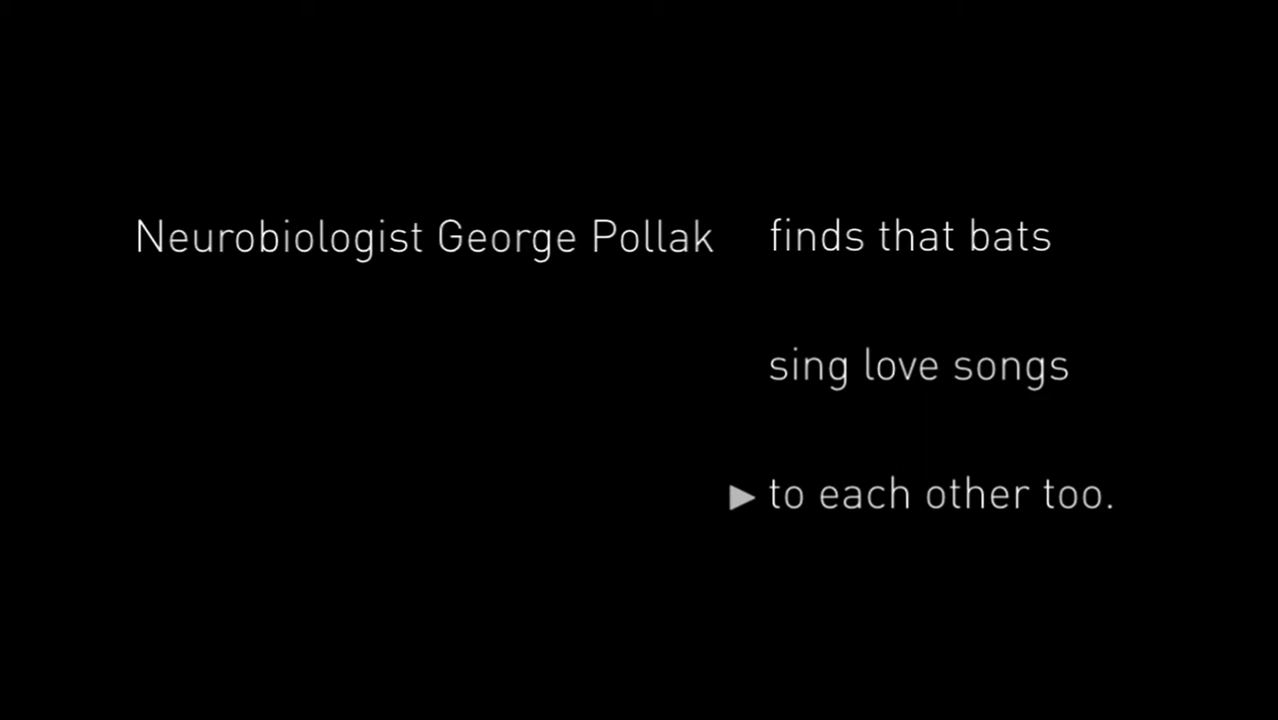 Neurobiologist George Pollak finds that bats
sing love songs
► to each other too.